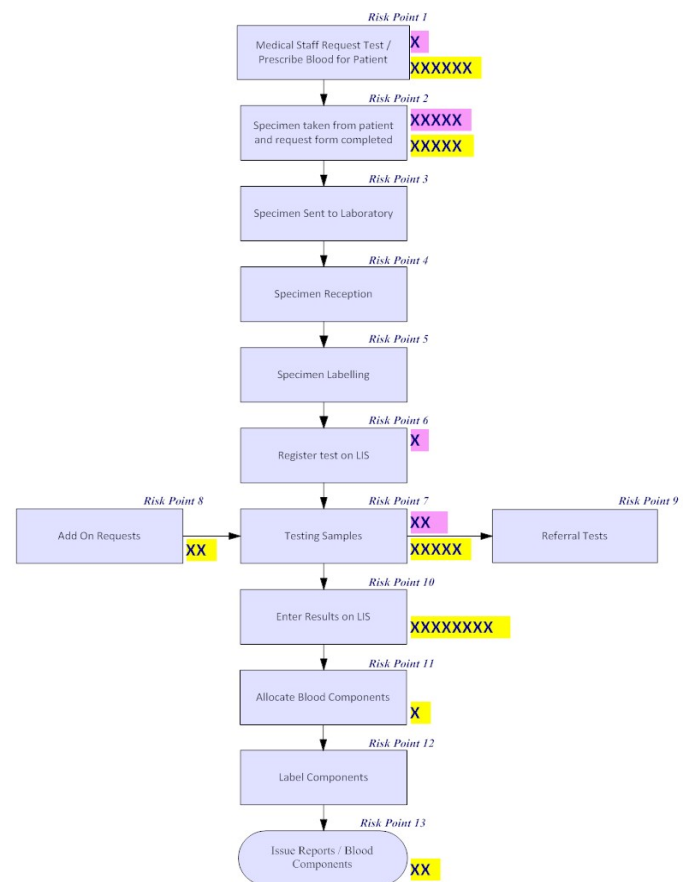 Risk Point 1
Medical Staff Request Test /
Prescribe Blood for Patient
X
XXXXXX
Risk Point 2
Specimen taken from patient
and request form completed
XXXXX
XXXXX
Risk Point 3
Specimen Sent to Laboratory
Risk Point 4
Specimen Reception
Risk Point 5
Specimen Labelling
Risk Point 6
Register test on LIS
X
Risk Point 8
Add On Requests
XX
Risk Point 7
Testing Samples
XX
XXXXX
Risk Point 9
Referral Tests
Risk Point 10
Enter Results on LIS
XXXXXXXX
Risk Point 11
Allocate Blood Components
X
Risk Point 12
Label Components
Risk Point 13
Issue Reports / Blood
Components
XX